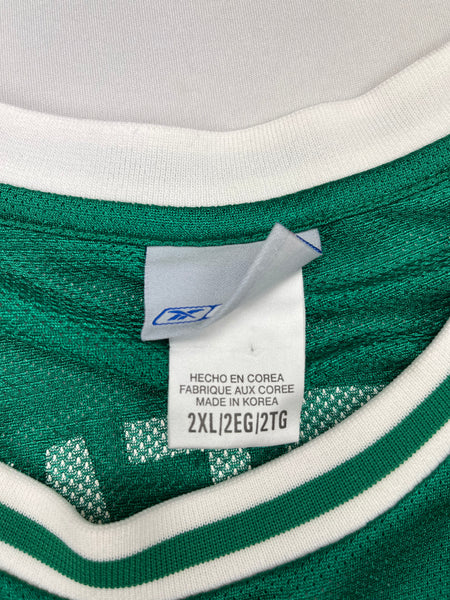 HECHO EN COREA
FABRIQUE AUX COREE
MADE IN KOREA
2XL/2EG/2TG